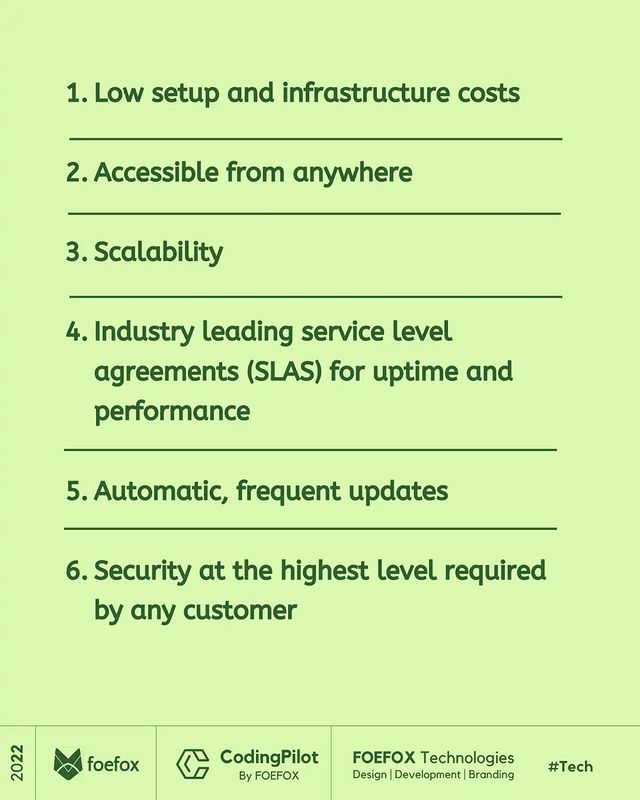 1. Low setup and infrastructure costs
2. Accessible from anywhere
3. Scalability
4. Industry leading service level
agreements (SLAS) for uptime and
performance
5. Automatic, frequent updates
6. Security at the highest level required
by any customer
2022
foefox
CodingPilot
By FOEFOX
FOEFOX Technologies
Design | Development | Branding
#Tech